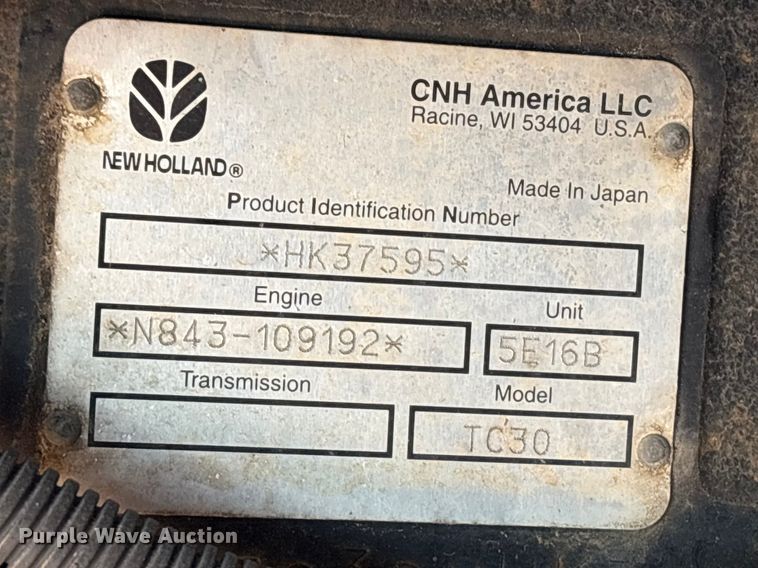 NEW HOLLAND®
CNH America LLC
Racine, WI 53404 U.S.A.
Made In Japan
Product Identification Number
*HK37595*
Engine
Unit
*N843-109192*
5E16B
Transmission
Model
TC30
Purple Wave Auction